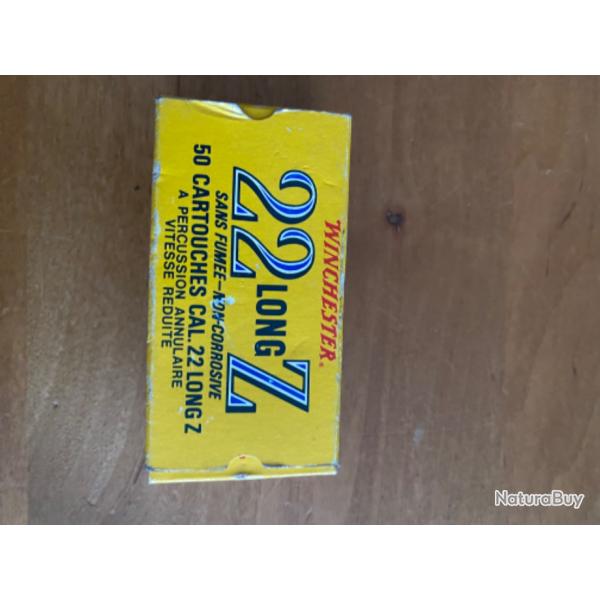 WINCHESTER®
22 LONG Z
SANS FUMEE–NON-CORROSIVE
50 CARTOUCHES CAL. 22 LONG Z
A PERCUSSION ANNULAIRE
VITESSE REDUITE
NaturaBuy